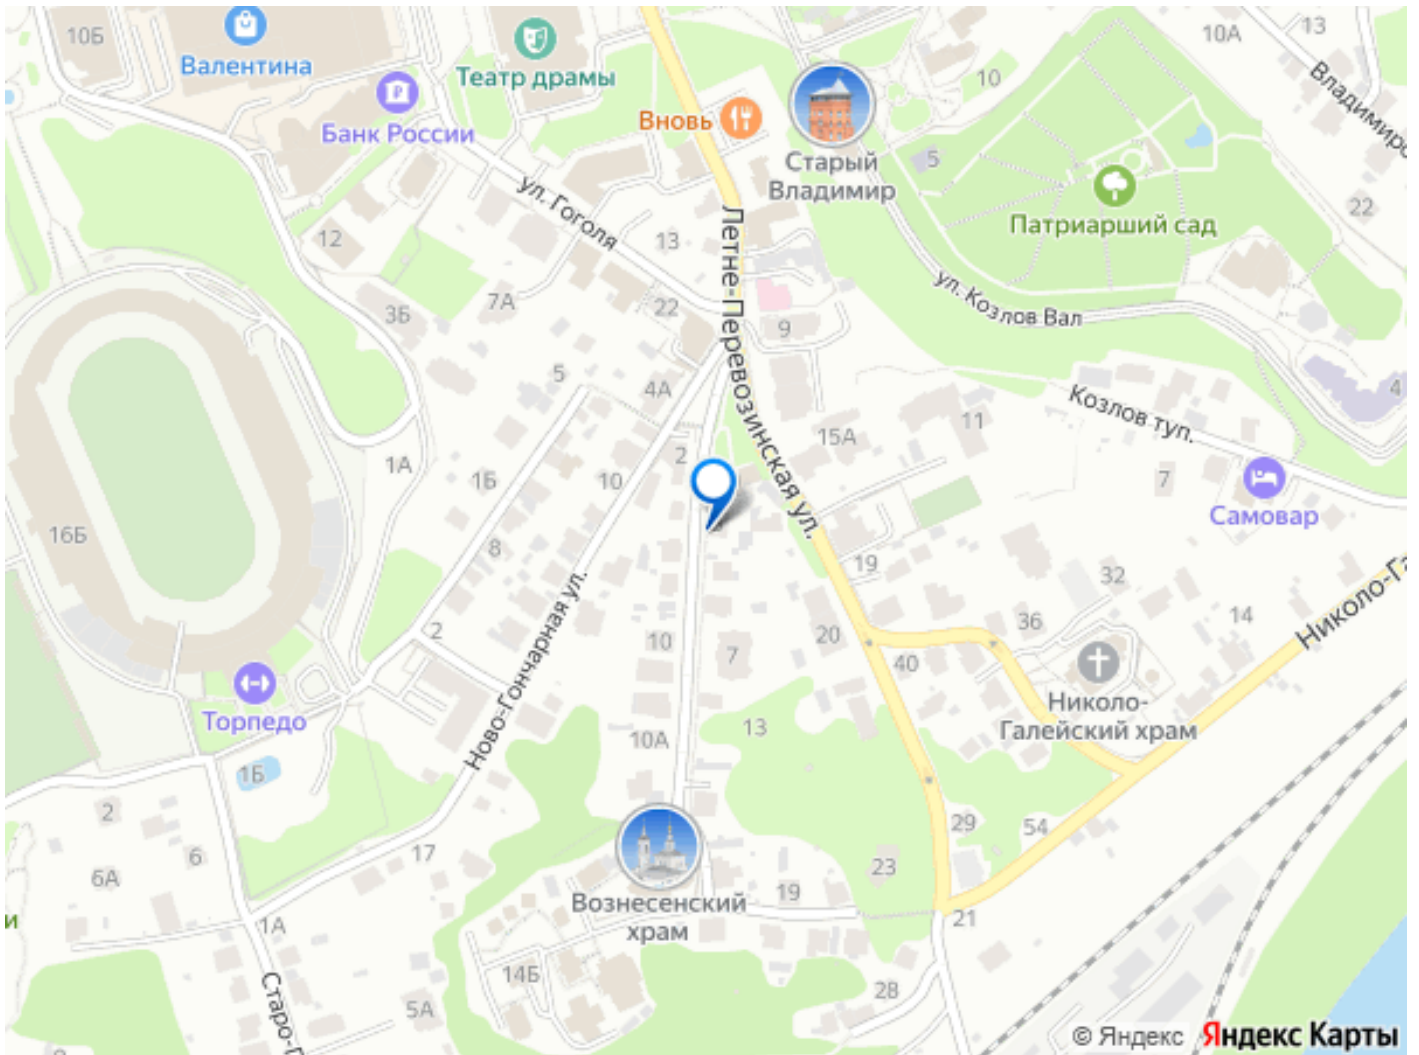 10Б
Валентина
Театр драмы
10
10А
13
Владимирс
Банк России
Вновь
Старый
Владимир
5
Патриарший сад
22
ул. Гоголя
12
13
Летне-Перевозинская ул.
ул. Козлов Вал
3Б
7А
22
9
5
4А
4
Козлов туп.
11
15А
1А
1Б
10
2
7
Самовар
16Б
8
19
32
Николо-Га
14
36
2
10
7
20
40
Ново-Гончарная ул.
Торпедо
Николо-
Галейский храм
13
10А
1Б
2
6
17
29
54
6А
23
19
Вознесенский
храм
и
1А
21
14Б
28
5А
Старо-Г
© Яндекс
Яндекс Карты